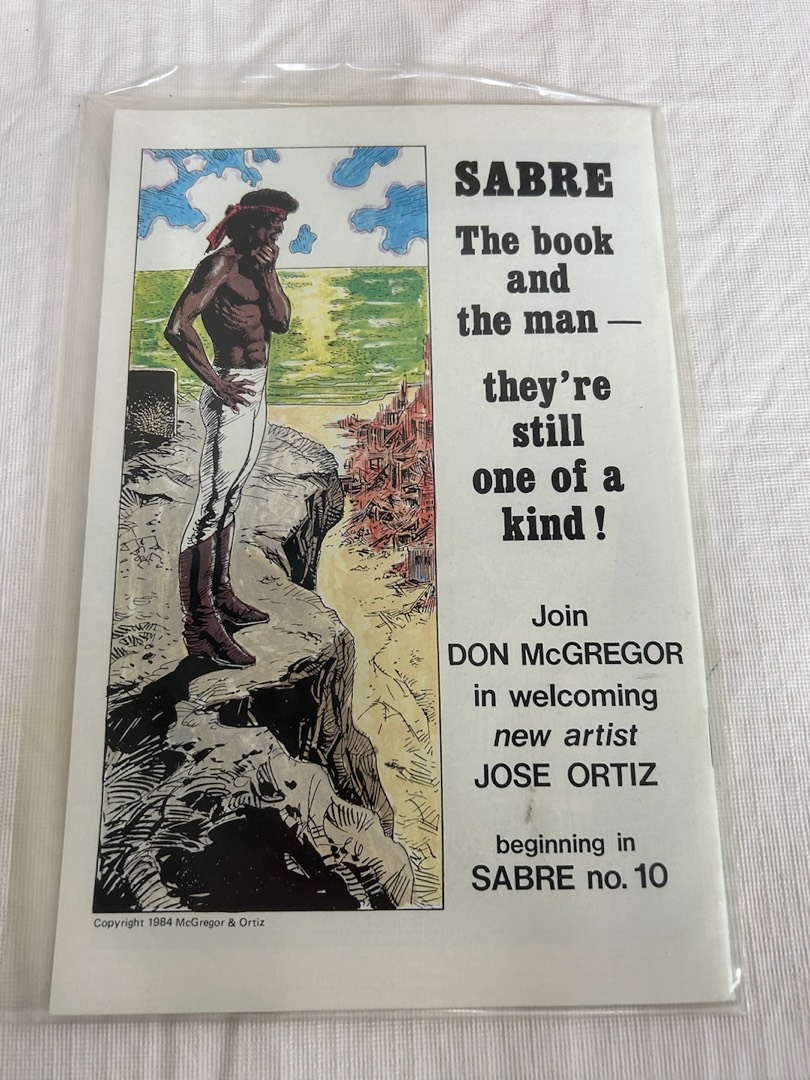 SABRE
The book
and
the man —
they're
still
one of a
kind!
Join
DON McGREGOR
in welcoming
new artist
JOSE ORTIZ
beginning in
SABRE no. 10
Copyright 1984 McGregor & Ortiz